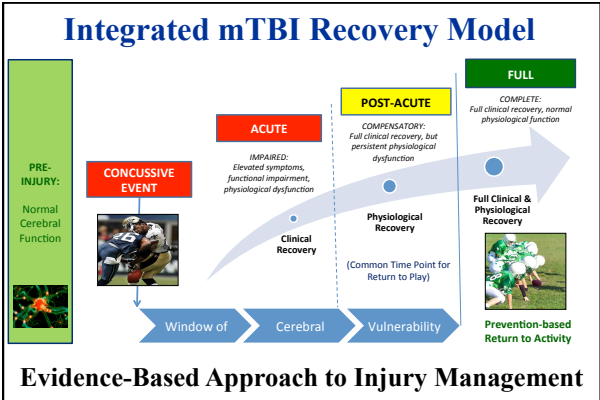 Integrated mTBI Recovery Model
PRE-
INJURY:
Normal
Cerebral
Function
CONCUSSIVE
EVENT
ACUTE
IMPAIRED:
Elevated symptoms,
functional impairment,
physiological dysfunction
Clinical
Recovery
POST-ACUTE
COMPENSATORY:
Full clinical recovery, but
persistent physiological
dysfunction
Physiological
Recovery
(Common Time Point for
Return to Play)
FULL
COMPLETE:
Full clinical recovery, normal
physiological function
Full Clinical &
Physiological
Recovery
Window of
Cerebral
Vulnerability
Prevention-based
Return to Activity
Evidence-Based Approach to Injury Management